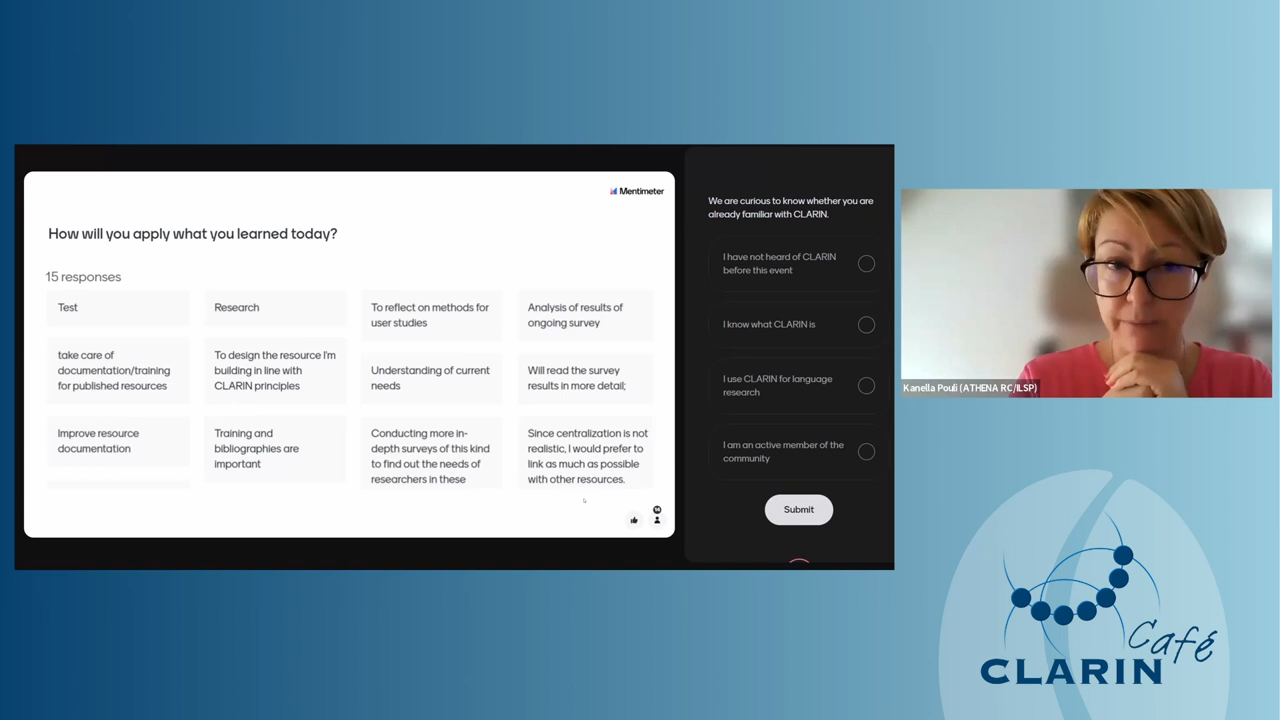 Mentimeter
How will you apply what you learned today?
15 responses
Test
Research
To reflect on methods for
user studies
Analysis of results of
ongoing survey
take care of
documentation/training
for published resources
To design the resource I'm
building in line with
CLARIN principles
Understanding of current
needs
Will read the survey
results in more detail;
Improve resource
documentation
Training and
bibliographies are
important
Conducting more in-
depth surveys of this kind
to find out the needs of
researchers in these
Since centralization is not
realistic, I would prefer to
link as much as possible
with other resources.
We are curious to know whether you are
already familiar with CLARIN.
I have not heard of CLARIN
before this event
I know what CLARIN is
I use CLARIN for language
research
I am an active member of the
community
Submit
Kanella Pouli (ATHENA RC/ILSP)
Café
CLARIN